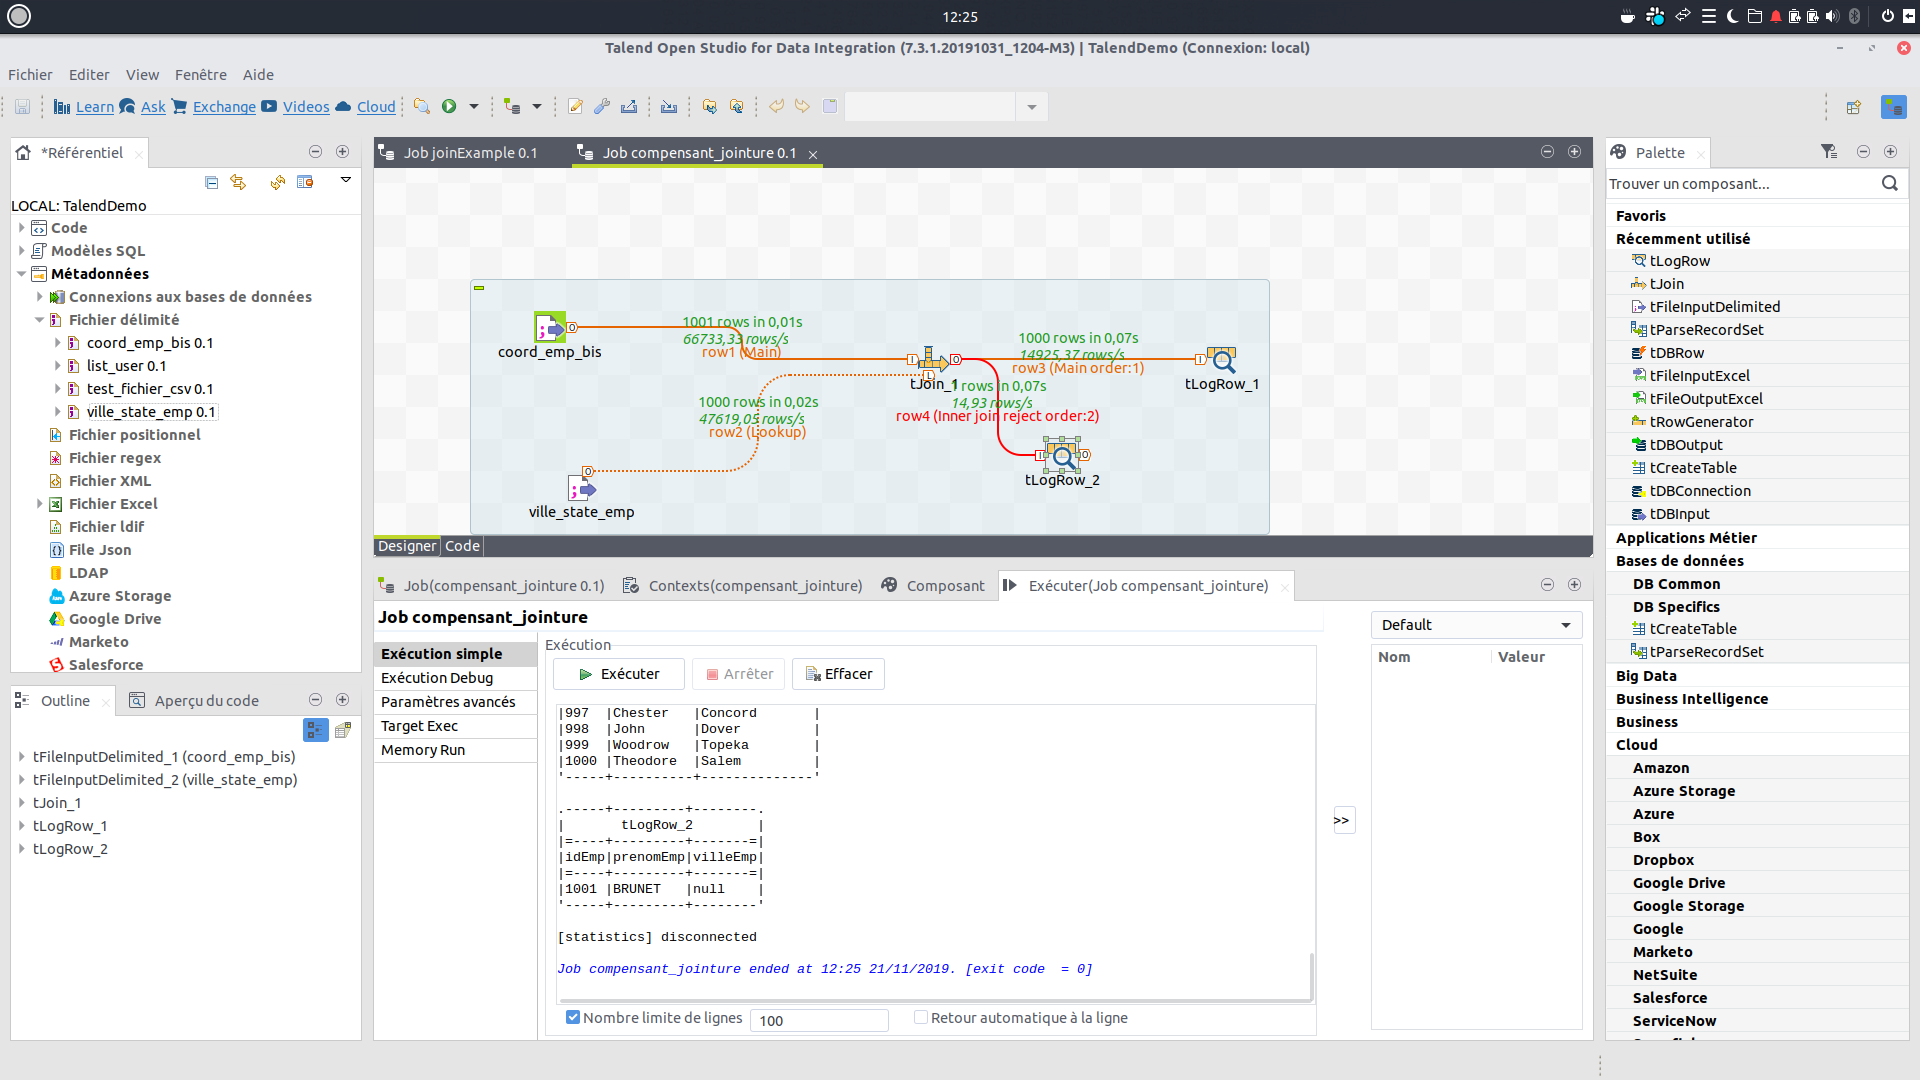 12:25
Talend Open Studio for Data Integration (7.3.1.20191031_1204-M3) | TalendDemo (Connexion: local)
Fichier Editer View Fenêtre Aide
Learn Ask Exchange Videos Cloud
*Référentiel
LOCAL: TalendDemo
Code
Modèles SQL
Métadonnées
Connexions aux bases de données
Fichier délimité
coord_emp_bis 0.1
list_user 0.1
test_fichier_csv 0.1
ville_state_emp 0.1
Fichier positionnel
Fichier regex
Fichier XML
Fichier Excel
Fichier ldif
File Json
LDAP
Azure Storage
Google Drive
Marketo
Salesforce
Outline Aperçu du code
tFileInputDelimited_1 (coord_emp_bis)
tFileInputDelimited_2 (ville_state_emp)
tJoin_1
tLogRow_1
tLogRow_2
Job joinExample 0.1 Job compensant_jointure 0.1
coord_emp_bis
1001 rows in 0,01s
66733,33 rows/s
row1 (Main)
1000 rows in 0,02s
47619,05 rows/s
row2 (Lookup)
ville_state_emp
tJoin_1
1000 rows in 0,07s
14925,37 rows/s
row3 (Main order:1)
tLogRow_1
1 rows in 0,07s
14,93 rows/s
row4 (Inner join reject order:2)
tLogRow_2
Designer Code
Job(compensant_jointure 0.1) Contexts(compensant_jointure) Composant Exécuter(Job compensant_jointure)
Job compensant_jointure
Exécution simple
Exécution Debug
Paramètres avancés
Target Exec
Memory Run
Exécution
Exécuter Arrêter Effacer
|997  |Chester   |Concord       |
|998  |John      |Dover         |
|999  |Woodrow   |Topeka        |
|1000 |Theodore  |Salem         |
'-----+----------+--------------'
.-----+---------+--------.
|       tLogRow_2        |
|=----+---------+-------=|
|idEmp|prenomEmp|villeEmp|
|=----+---------+-------=|
|1001 |BRUNET   |null    |
'-----+---------+--------'
[statistics] disconnected
Job compensant_jointure ended at 12:25 21/11/2019. [exit code  = 0]
Nombre limite de lignes 100 Retour automatique à la ligne
>>
Default
Nom Valeur
Palette
Trouver un composant...
Favoris
Récemment utilisé
tLogRow
tJoin
tFileInputDelimited
tParseRecordSet
tDBRow
tFileInputExcel
tFileOutputExcel
tRowGenerator
tDBOutput
tCreateTable
tDBConnection
tDBInput
Applications Métier
Bases de données
DB Common
DB Specifics
tCreateTable
tParseRecordSet
Big Data
Business Intelligence
Business
Cloud
Amazon
Azure Storage
Azure
Box
Dropbox
Google Drive
Google Storage
Google
Marketo
NetSuite
Salesforce
ServiceNow